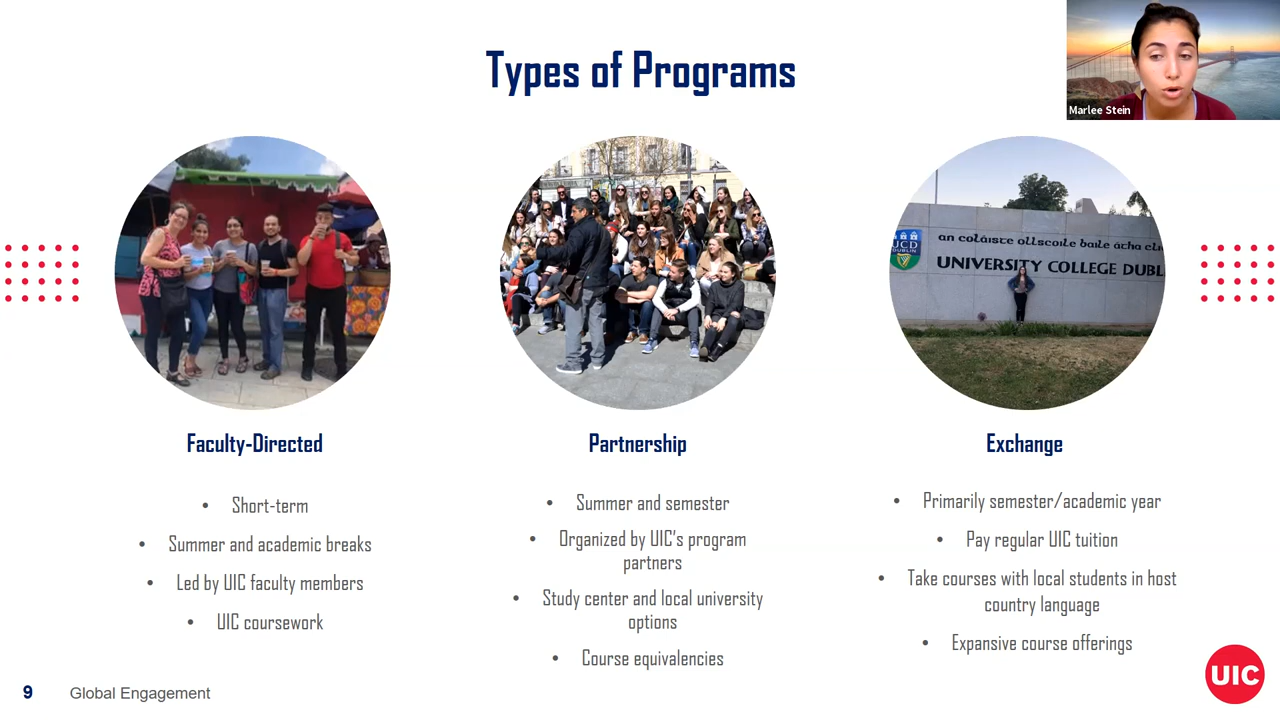 Types of Programs
Marlee Stein
UCD
DUBLIN
an coláiste ollscoile baile átha
UNIVERSITY COLLEGE
Faculty-Directed
• Short-term
• Summer and academic breaks
• Led by UIC faculty members
• UIC coursework
Partnership
• Summer and semester
• Organized by UIC's program
partners
• Study center and local university
options
• Course equivalencies
Exchange
• Primarily semester/academic year
• Pay regular UIC tuition
• Take courses with local students in host
country language
• Expansive course offerings
9
Global Engagement
UIC